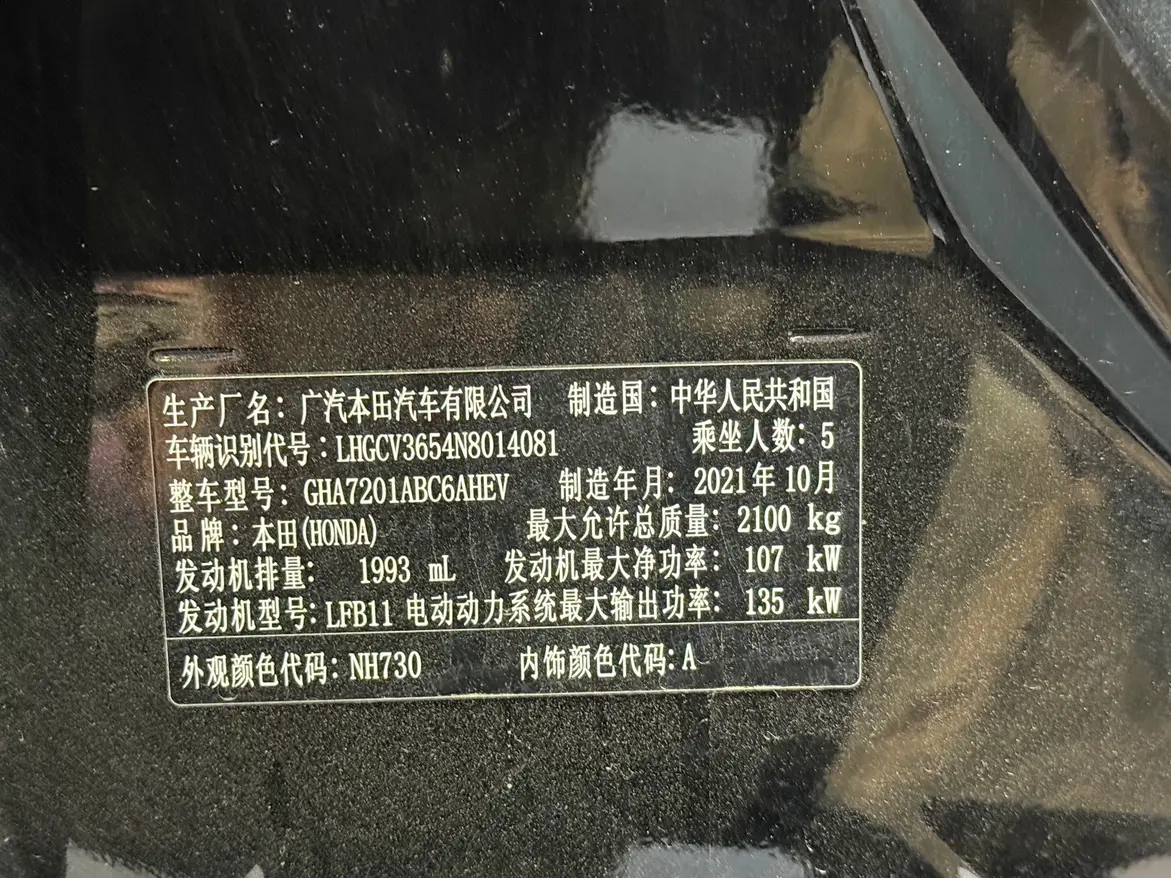 生产厂名：广汽本田汽车有限公司 制造国：中华人民共和国
车辆识别代号：LHGCV3654N8014081 乘坐人数：5
整车型号：GHA7201ABC6AHEV 制造年月：2021年10月
品牌：本田(HONDA) 最大允许总质量：2100 kg
发动机排量： 1993 mL 发动机最大净功率：107 kW
发动机型号：LFB11 电动动力系统最大输出功率：135 kW
外观颜色代码：NH730 内饰颜色代码：A